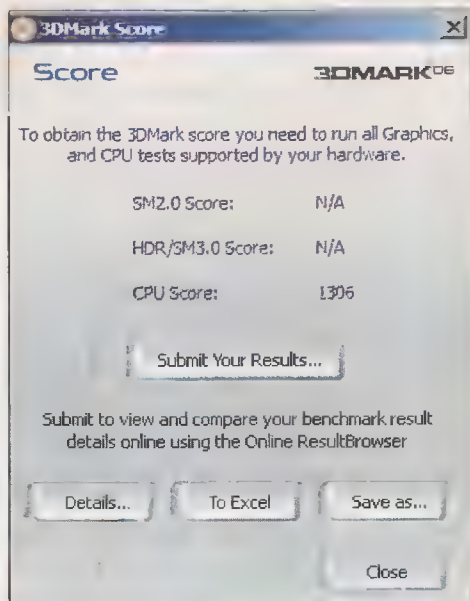 3DMark Score
Score
3DMARK06
To obtain the 3DMark score you need to run all Graphics,
and CPU tests supported by your hardware.
SM2.0 Score: N/A
HDR/SM3.0 Score: N/A
CPU Score: 1306
Submit Your Results...
Submit to view and compare your benchmark result
details online using the Online ResultBrowser
Details...
To Excel
Save as...
Close